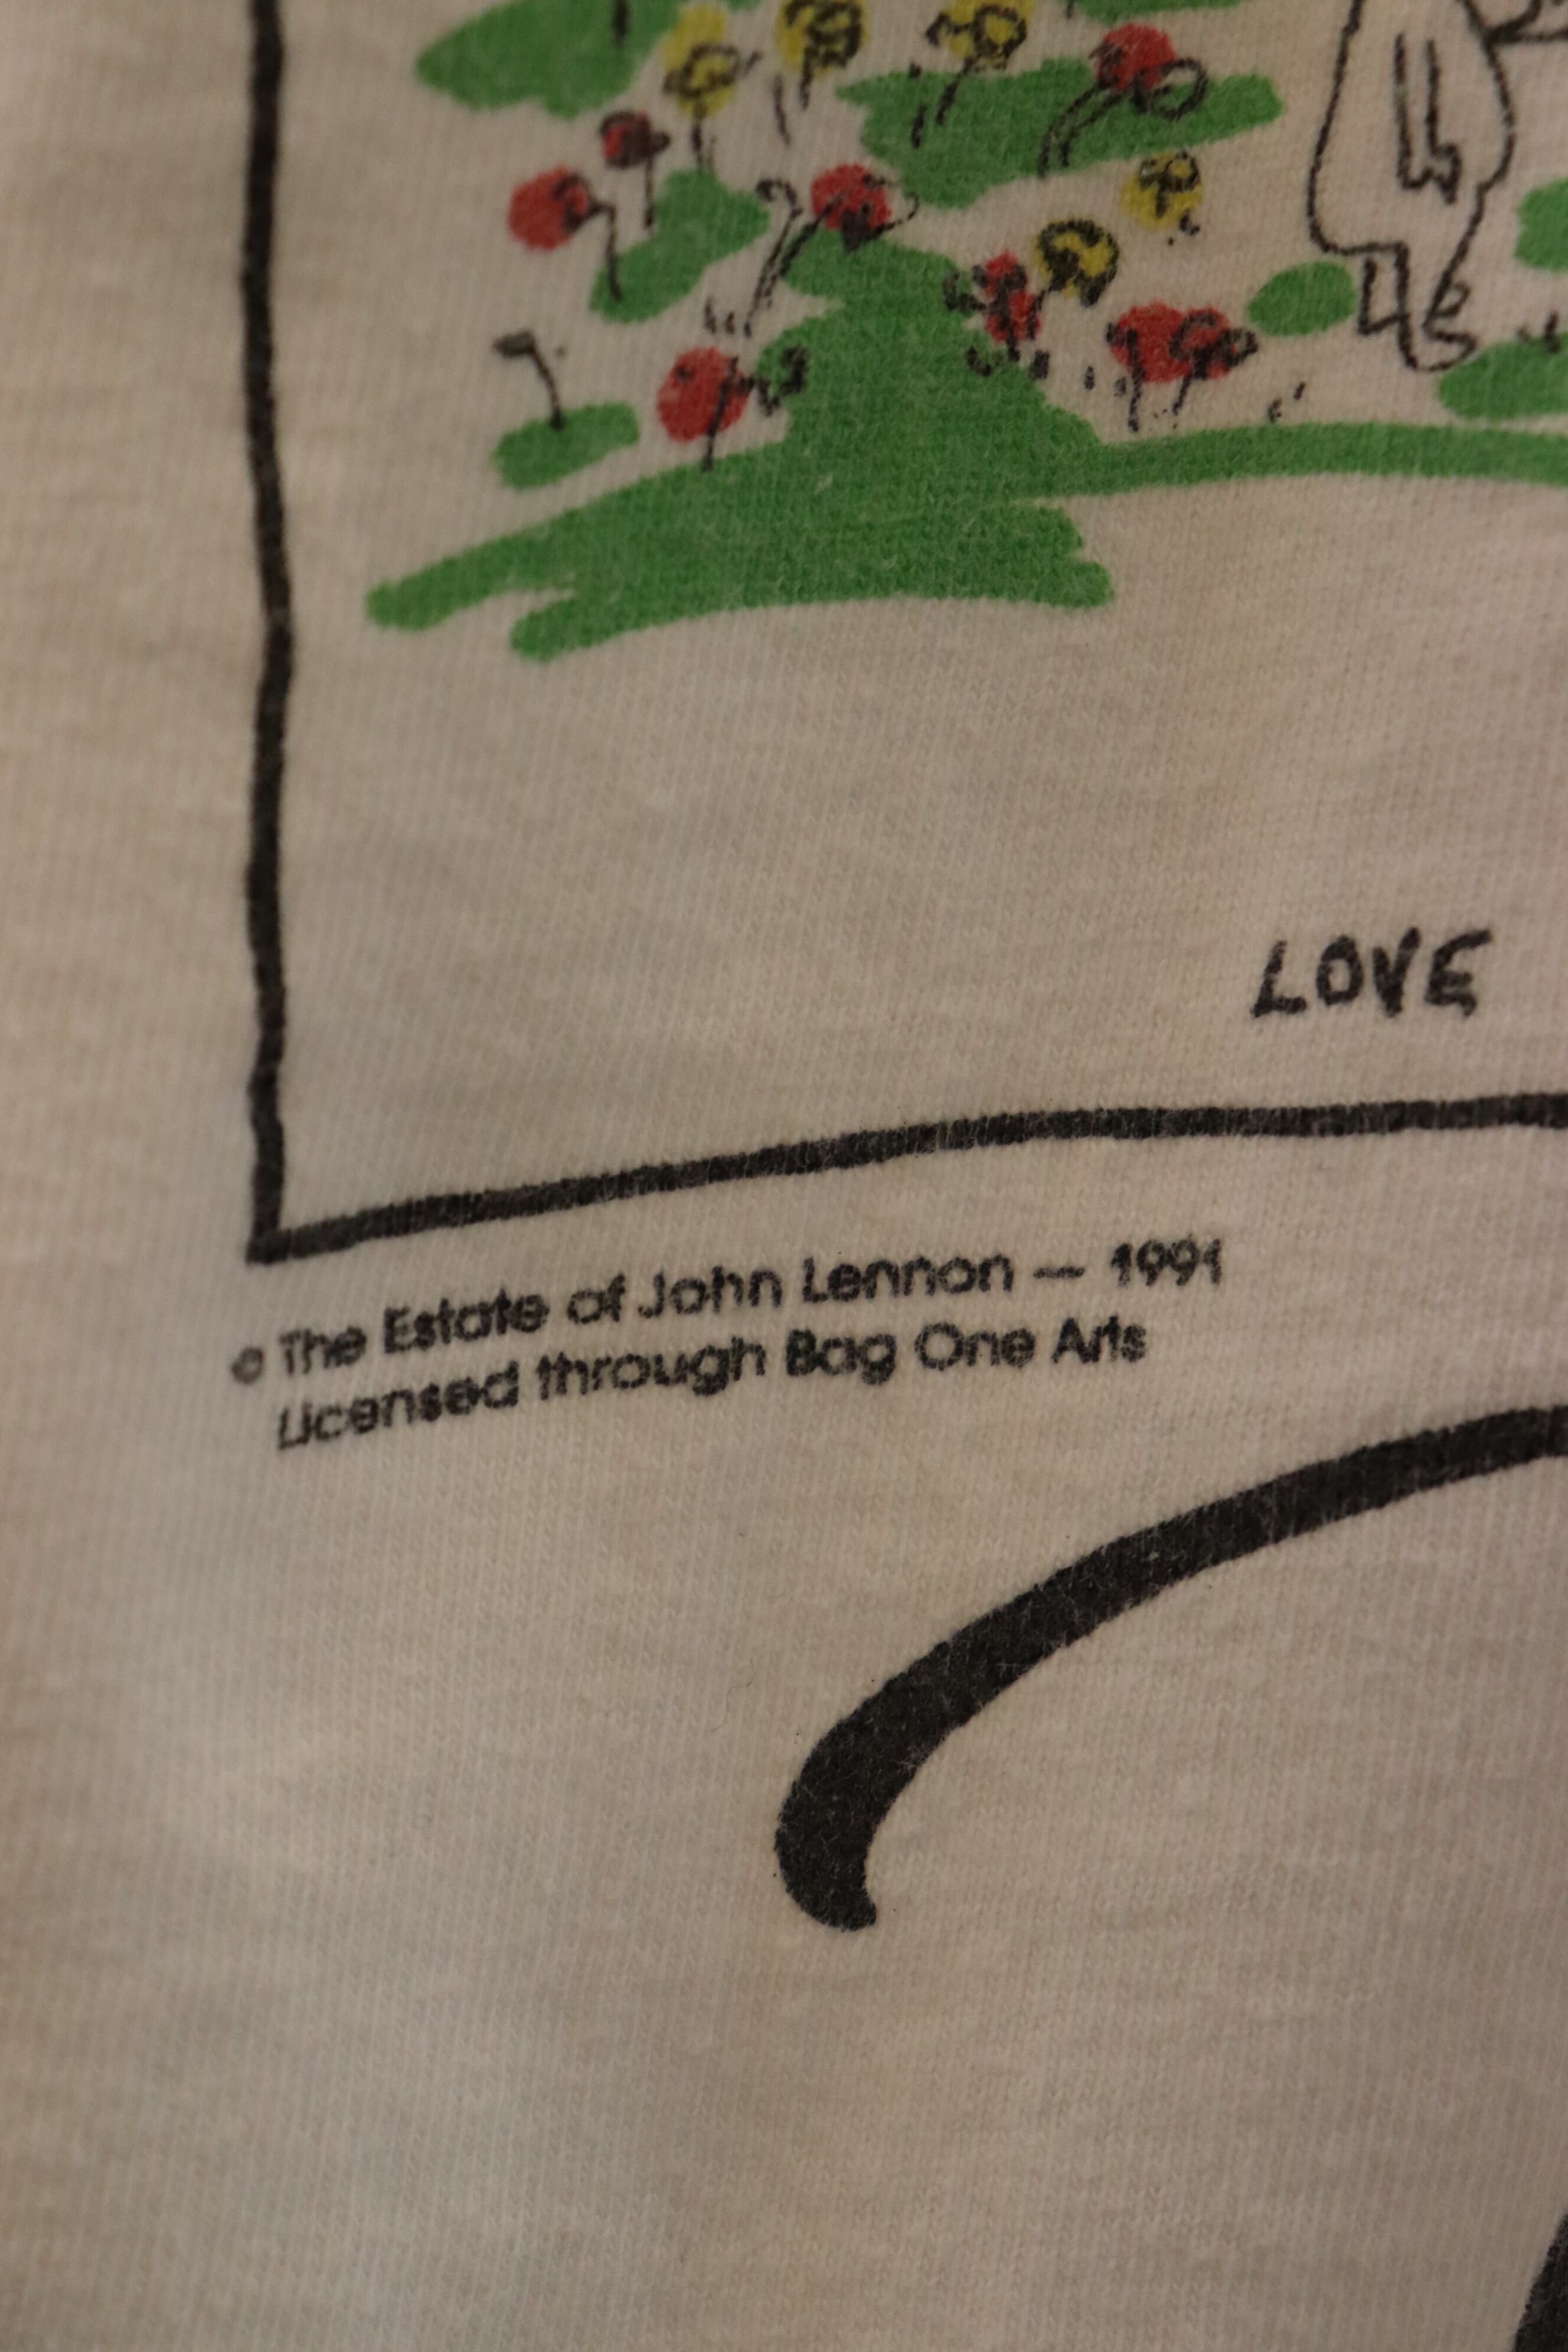 LOVE
© The Estate of John Lennon — 1991
Licensed through Bag One Arts